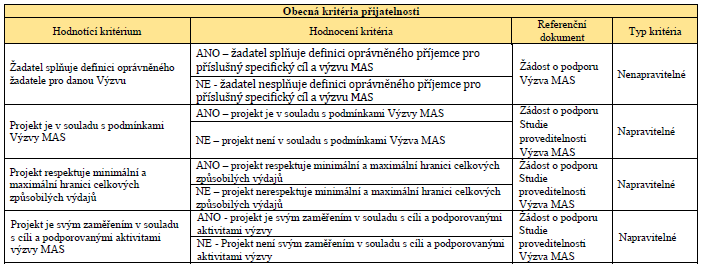 Obecná kritéria přijatelnosti
Hodnotící kritérium
Hodnocení kritéria
Referenční
dokument
Typ kritéria
Žadatel splňuje definici oprávněného
žadatele pro danou Výzvu
ANO – žadatel splňuje definici oprávněného příjemce pro
příslušný specifický cíl a výzvu MAS
NE - žadatel nesplňuje definici oprávněného příjemce pro
příslušný specifický cíl a výzvu MAS
Žádost o podporu
Výzva MAS
Nenapravitelné
Projekt je v souladu s podmínkami
Výzvy MAS
ANO – projekt je v souladu s podmínkami Výzvy MAS
NE – projekt není v souladu s podmínkami Výzva MAS
Žádost o podporu
Studie
proveditelnosti
Výzva MAS
Napravitelné
Projekt respektuje minimální a
maximální hranici celkových
způsobilých výdajů
ANO – projekt respektuje minimální a maximální hranici celkových
způsobilých výdajů
NE – projekt nerespektuje minimální a maximální hranici celkových
způsobilých výdajů
Žádost o podporu
Studie
proveditelnosti
Výzva MAS
Napravitelné
Projekt je svým zaměřením v souladu
s cíli a podporovanými aktivitami
výzvy MAS
ANO - projekt je svým zaměřením v souladu s cíli a podporovanými
aktivitami výzvy
NE - Projekt není svým zaměřením v souladu s cíli a podporovanými
aktivitami výzvy
Žádost o podporu
Studie
proveditelnosti
Výzva MAS
Napravitelné